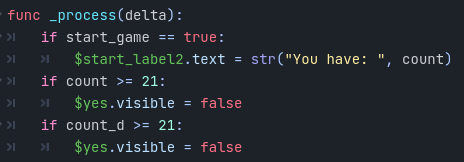 func _process(delta):
    if start_game == true:
        $start_label2.text = str("You have: ", count)
    if count >= 21:
        $yes.visible = false
    if count_d >= 21:
        $yes.visible = false